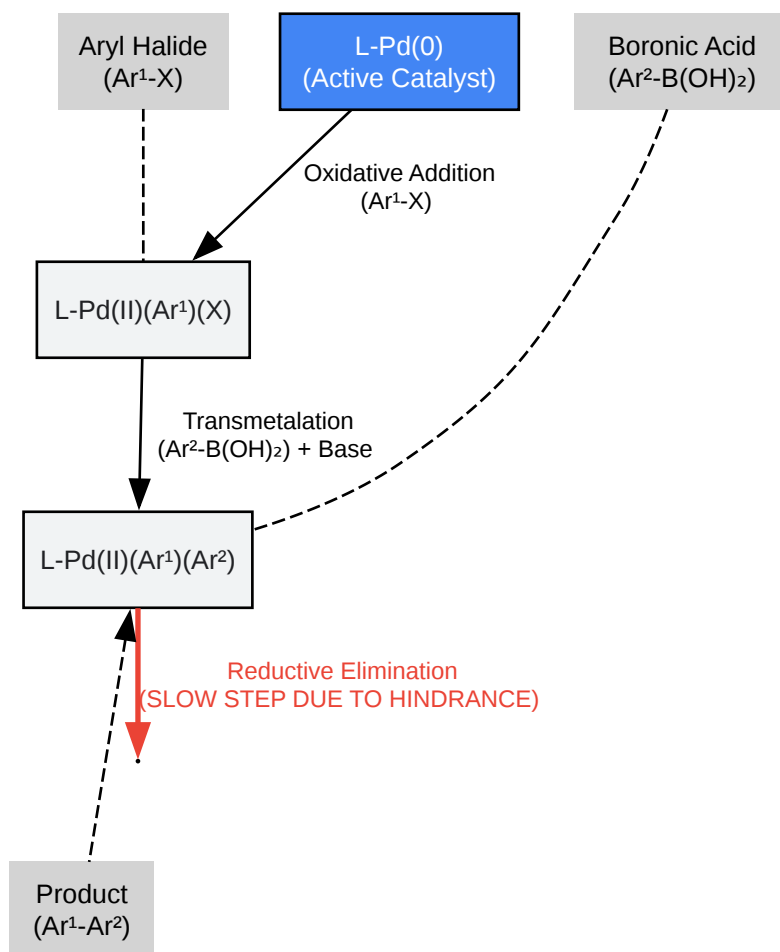 Aryl Halide
(Ar¹-X)
L-Pd(0)
(Active Catalyst)
Boronic Acid
(Ar²-B(OH)₂)
Oxidative Addition
(Ar¹-X)
L-Pd(II)(Ar¹)(X)
Transmetalation
(Ar²-B(OH)₂) + Base
L-Pd(II)(Ar¹)(Ar²)
Reductive Elimination
(SLOW STEP DUE TO HINDRANCE)
Product
(Ar¹-Ar²)